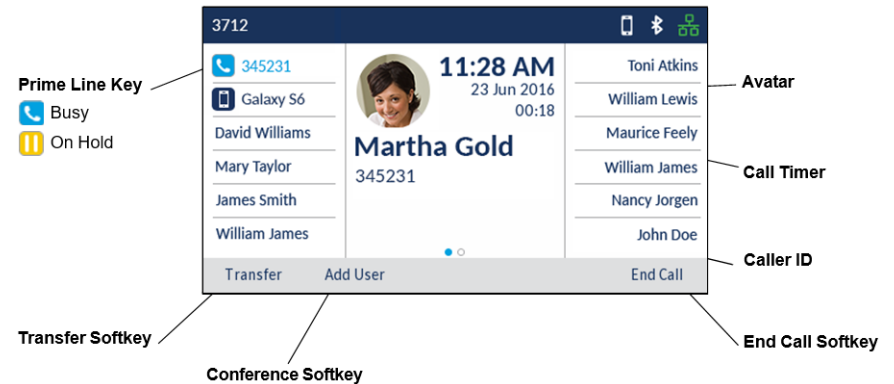 3712
Prime Line Key
Busy
On Hold
345231
Galaxy S6
David Williams
Mary Taylor
James Smith
William James
11:28 AM
23 Jun 2016
00:18
Martha Gold
345231
Toni Atkins
William Lewis
Maurice Feely
William James
Nancy Jorgen
John Doe
Avatar
Call Timer
Caller ID
Transfer
Add User
End Call
Transfer Softkey
Conference Softkey
End Call Softkey